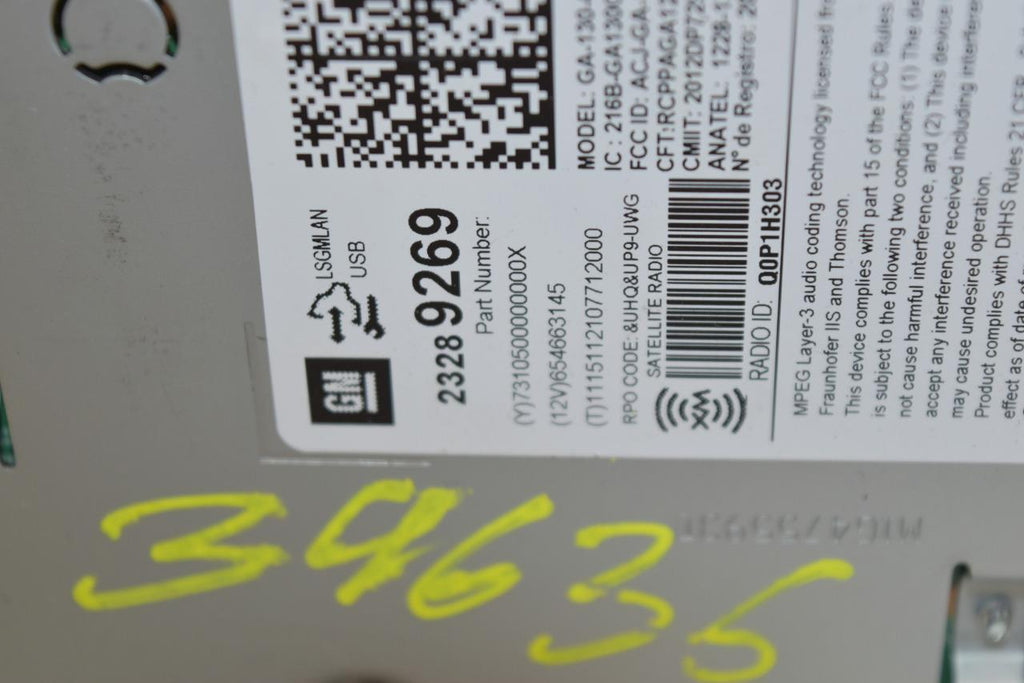 GM
LSGMLAN
USB
2328 9269
Part Number:
(Y)7310500000000X
(12V)654663145
(T)1115112107712000
RPO CODE: &UHQ&UP9-UWG
SATELLITE RADIO
XM
RADIO ID: Q0P1H303
MODEL: GA-130-
IC : 216B-GA130
FCC ID: ACJ-GA-
CFT:RCPPAGA12
CMIIT: 2012DP72
ANATEL: 1228-1
N° de Registro: 20
MPEG Layer-3 audio coding technology licensed fr
Fraunhofer IIS and Thomson.
This device complies with part 15 of the FCC Rules.
is subject to the following two conditions: (1) The de
not cause harmful interference, and (2) This device
accept any interference received including interferen
may cause undesired operation.
Product complies with DHHS Rules 21 CFR
effect as of date of
34635